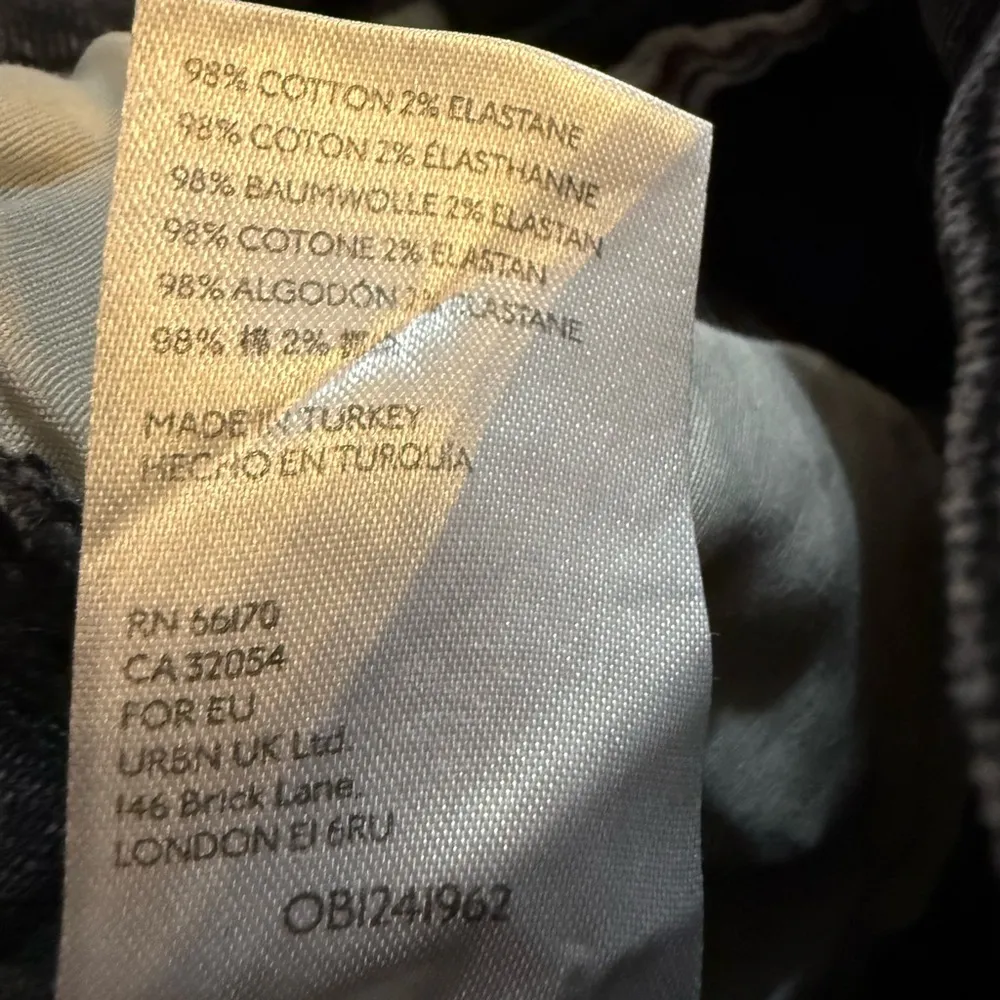 98% COTTON 2% ELASTANE
98% COTON 2% ÉLASTHANNE
98% BAUMWOLLE 2% ELASTAN
98% COTONE 2% ELASTAN
98% ALGODÓN 2% ELASTANE
98% 棉 2%
MADE IN TURKEY
HECHO EN TURQUÍA
RN 66170
CA 32054
FOR EU
URBN UK Ltd.
146 Brick Lane.
LONDON E1 6RU
OB1241962